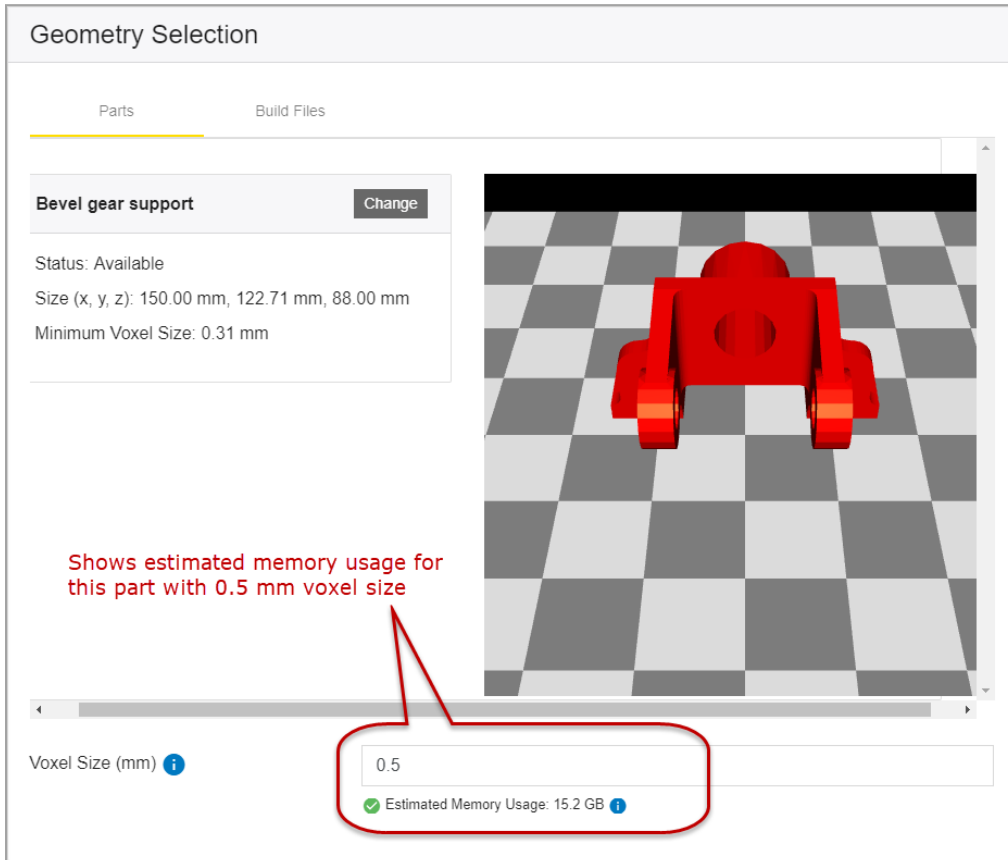 Geometry Selection
Parts
Build Files
Bevel gear support
Change
Status: Available
Size (x, y, z): 150.00 mm, 122.71 mm, 88.00 mm
Minimum Voxel Size: 0.31 mm
Shows estimated memory usage for
this part with 0.5 mm voxel size
Voxel Size (mm)
0.5
Estimated Memory Usage: 15.2 GB